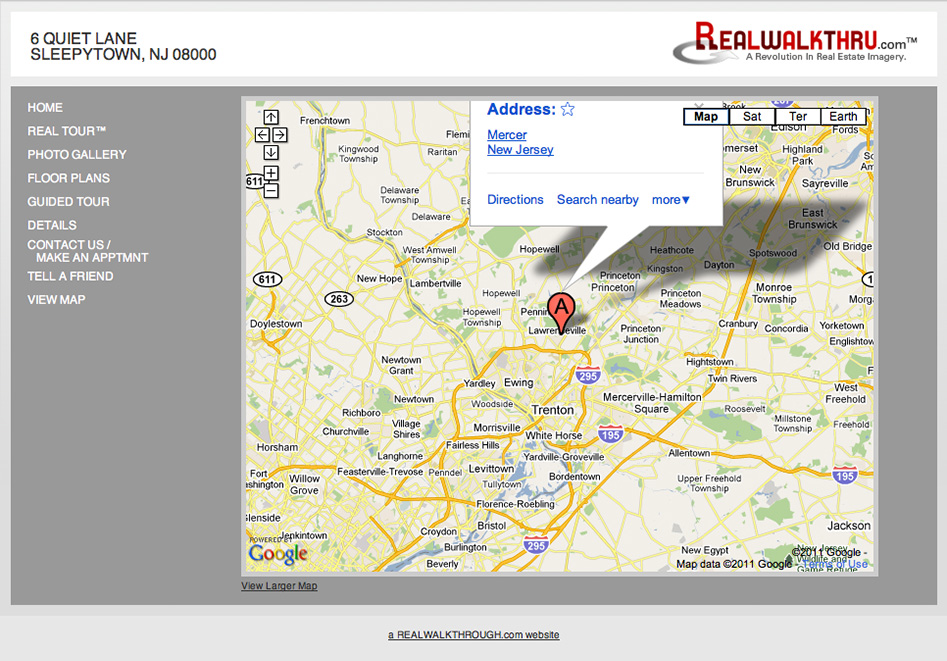 6 QUIET LANE
SLEEPYTOWN, NJ 08000
REALWALKTHRU.com™
A Revolution In Real Estate Imagery.
HOME
REAL TOUR™
PHOTO GALLERY
FLOOR PLANS
GUIDED TOUR
DETAILS
CONTACT US /
MAKE AN APPTMNT
TELL A FRIEND
VIEW MAP
Address:
Mercer
New Jersey
Directions Search nearby more▼
Map Sat Ter Earth
Frenchtown
Edison
Fords
Kingwood
Township
Raritan
Highland
Park
New
Brunswick
Sayreville
611
Delaware
Township
Delaware
East
Brunswick
Stockton
West Amwell
Township
Hopewell
Heathcote
Spotswood
Old Bridge
Kingston
Dayton
611
New Hope
Lambertville
Princeton
Princeton
Monroe
Township
263
Hopewell
Princeton
Meadows
A
Doylestown
Hopewell
Township
Lawrenceville
Princeton
Junction
Cranbury
Concordia
Yorketown
Englishtow
Newtown
Grant
Hightstown
295
Twin Rivers
Yardley
Ewing
West
Freehold
Newtown
Woodside
Mercerville-Hamilton
Square
Richboro
Trenton
Roosevelt
Millstone
Township
Freehold
Village
Shires
Churchville
Morrisville
White Horse
195
Horsham
Fairless Hills
Langhorne
Yardville-Groveville
Allentown
Feasterville-Trevose
Penndel
Levittown
Bordentown
195
Fort
Willow
Grove
Tullytown
Upper Freehold
Township
Florence-Roebling
Bristol
Jackson
Jenkintown
Croydon
POWERED BY
Google
Burlington
295
New Egypt
Beverly
©2011 Google -
Map data ©2011 Google - Terms of Use
View Larger Map
a REALWALKTHROUGH.com website